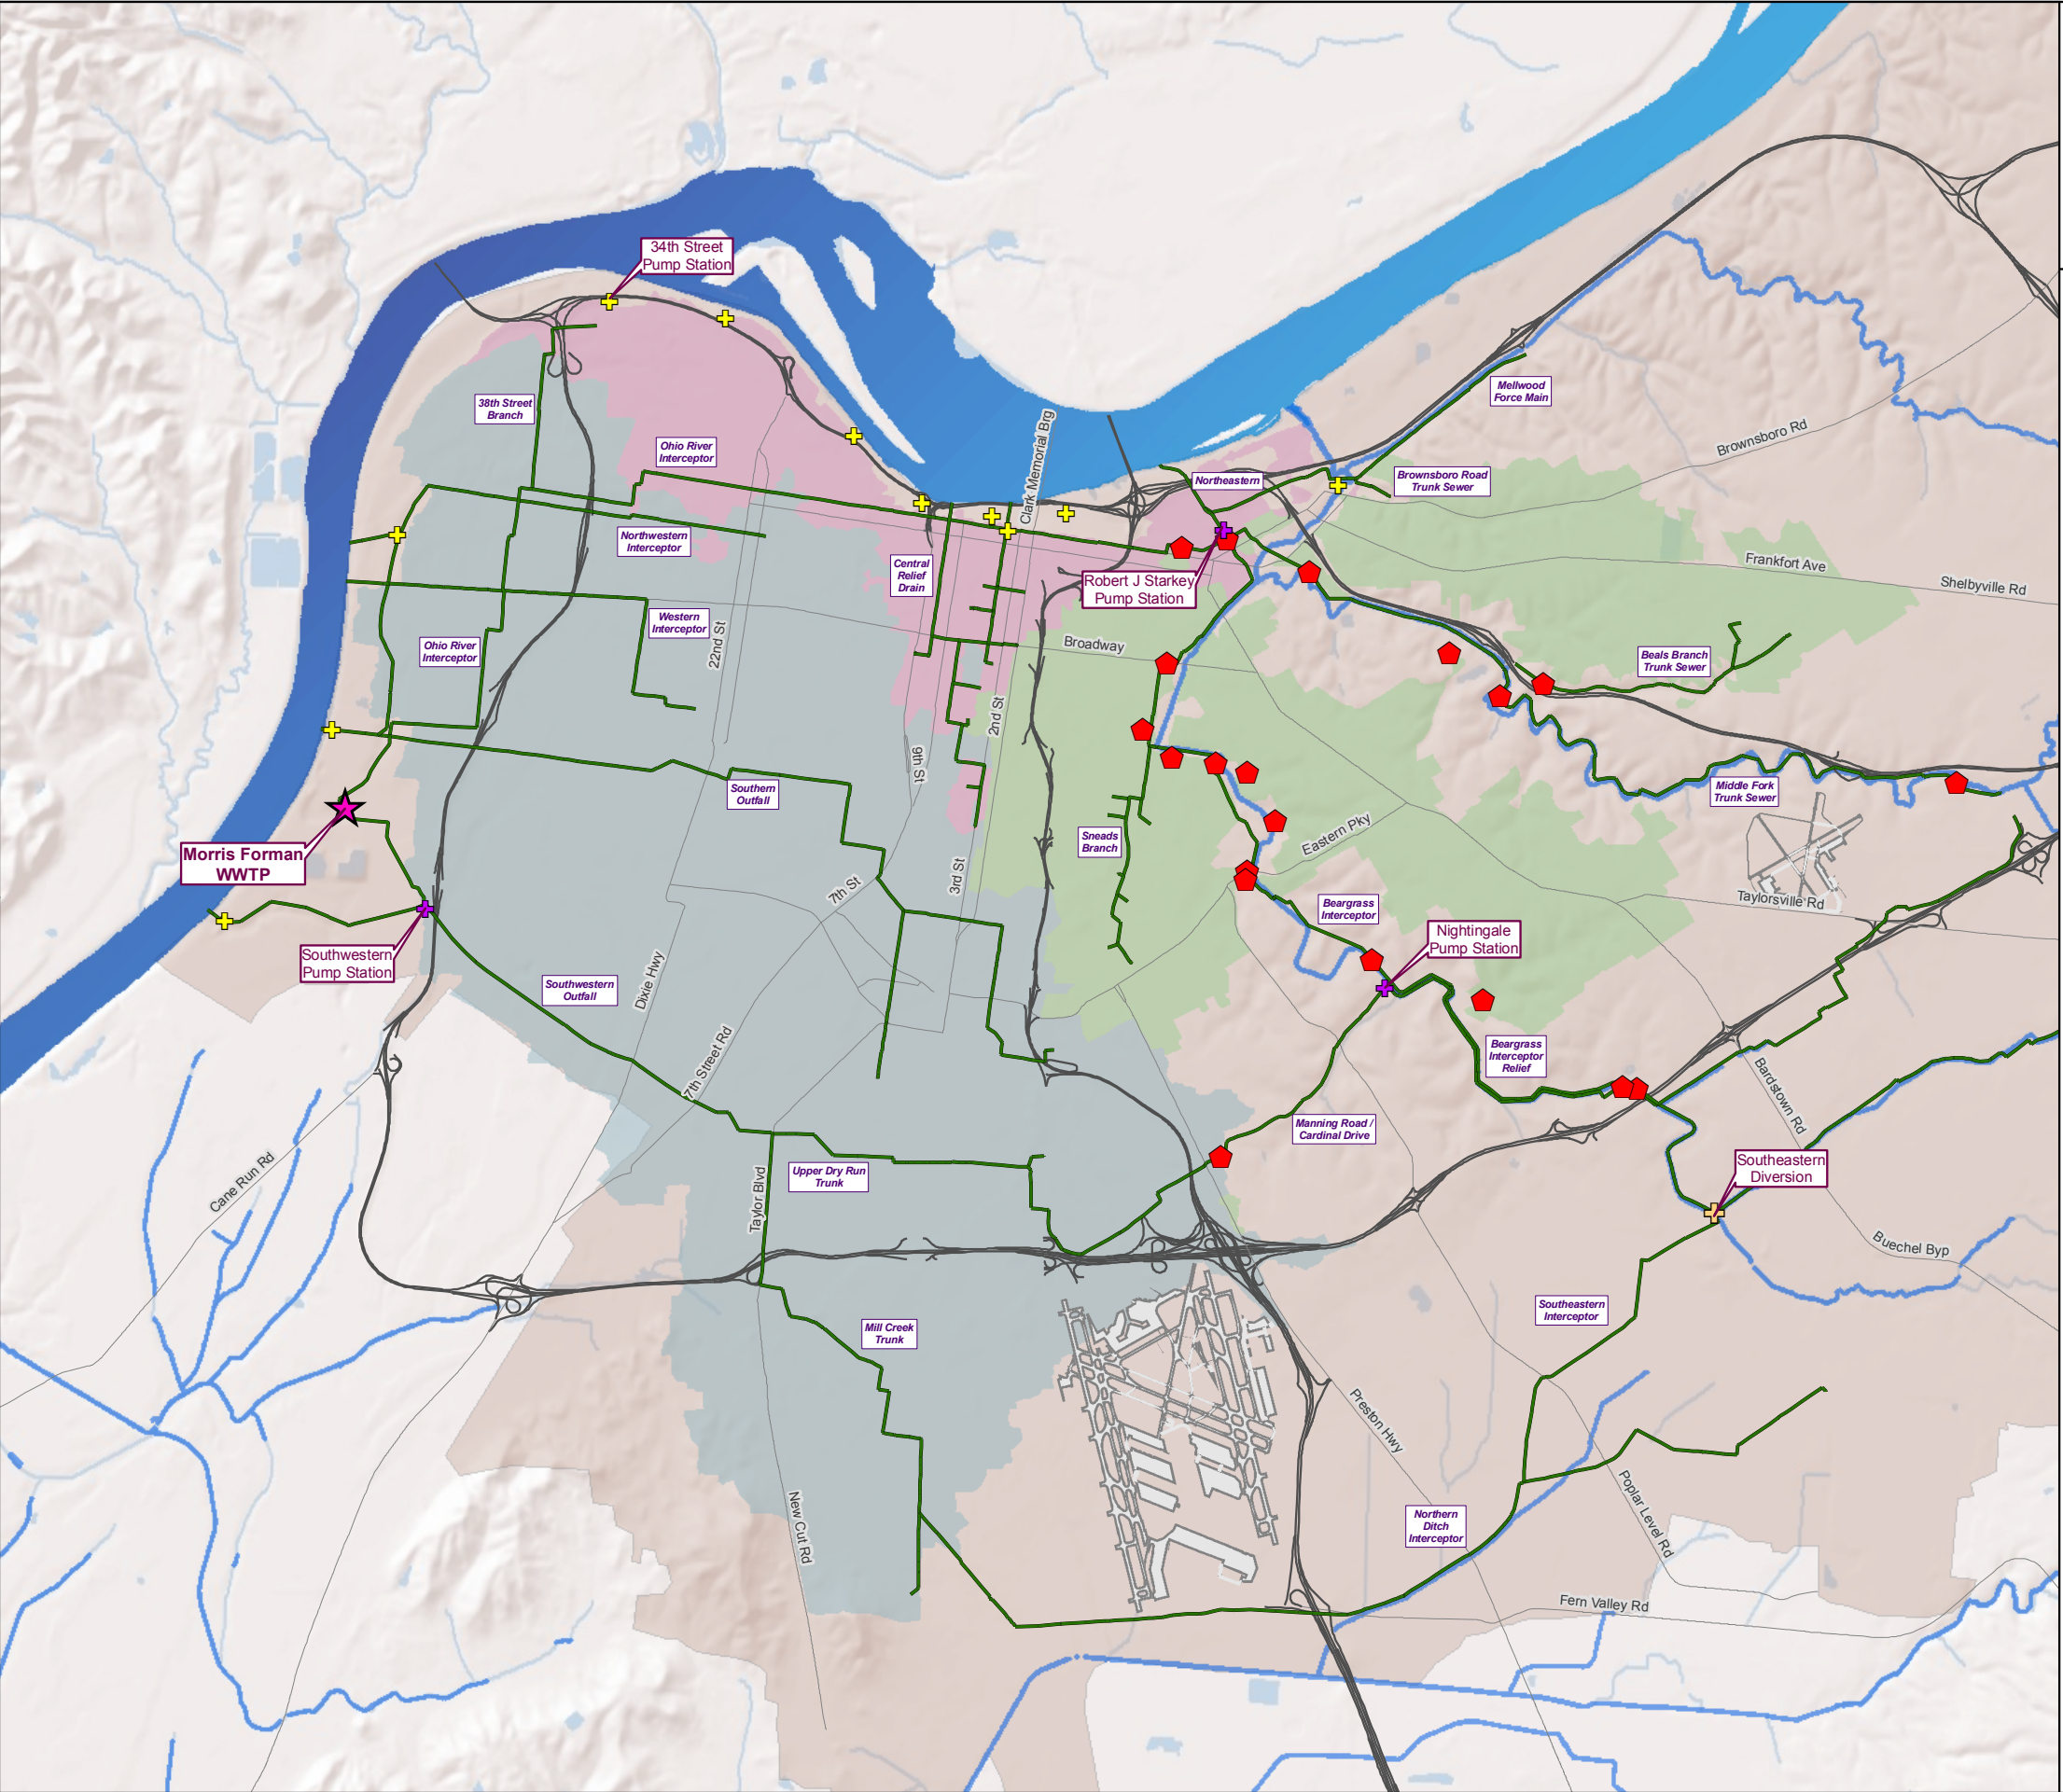 34th Street
Pump Station
Mellwood
Force Main
38th Street
Branch
Clark Memorial Brg
Brownsboro Rd
Ohio River
Interceptor
Northeastern
Brownsboro Road
Trunk Sewer
Northwestern
Interceptor
Frankfort Ave
Shelbyville Rd
Central
Relief
Drain
Robert J Starkey
Pump Station
Western
Interceptor
22nd St
Broadway
Ohio River
Interceptor
Beals Branch
Trunk Sewer
2nd St
9th St
Southern
Outfall
Middle Fork
Trunk Sewer
Sneads
Branch
Eastern Pky
Morris Forman
WWTP
3rd St
7th St
Taylorsville Rd
Beargrass
Interceptor
Nightingale
Pump Station
Southwestern
Pump Station
Southwestern
Outfall
Dixie Hwy
7th Street Rd
Beargrass
Interceptor
Relief
Bardstown Rd
Manning Road /
Cardinal Drive
Cane Run Rd
Upper Dry Run
Trunk
Taylor Blvd
Southeastern
Diversion
Buechel Byp
Southeastern
Interceptor
Mill Creek
Trunk
Preston Hwy
New Cut Rd
Northern
Ditch
Interceptor
Poplar Level Rd
Fern Valley Rd